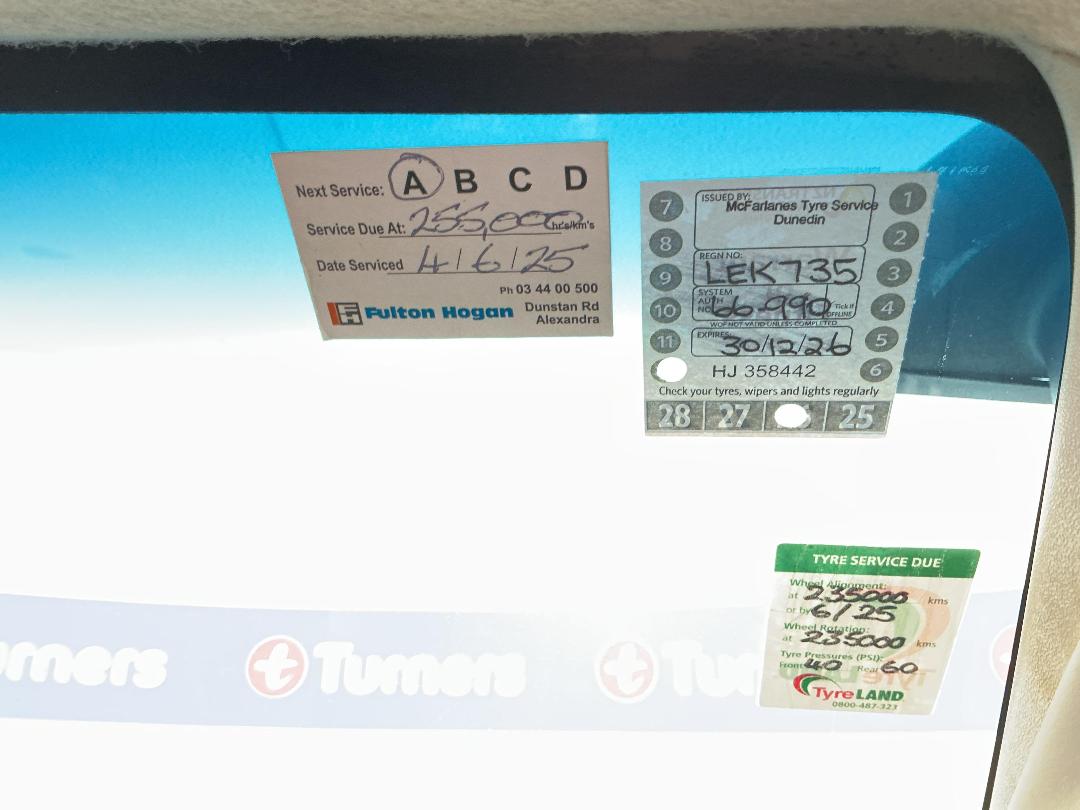 Next Service: A B C D
Service Due At: 255,000 hrs/km's
Date Serviced 4/6/25
Ph 03 44 00 500
Fulton Hogan
Dunstan Rd
Alexandra
ISSUED BY:
McFarlanes Tyre Service
Dunedin
REGN NO:
LEK735
SYSTEM
AUTH
NO
66-990
Tick if
OFFLINE
WOF NOT VALID UNLESS COMPLETED
EXPIRES:
30/12/26
HJ 358442
Check your tyres, wipers and lights regularly
7
8
9
10
11
1
2
3
4
5
6
28 27 25
TYRE SERVICE DUE
Wheel Alignment:
at 235000 kms
or by 6/25
Wheel Rotation:
at 235000 kms
Tyre Pressures (PSI):
Front 40 Rear 60
TyreLAND
0800-487-323
urners t Turners t Tu